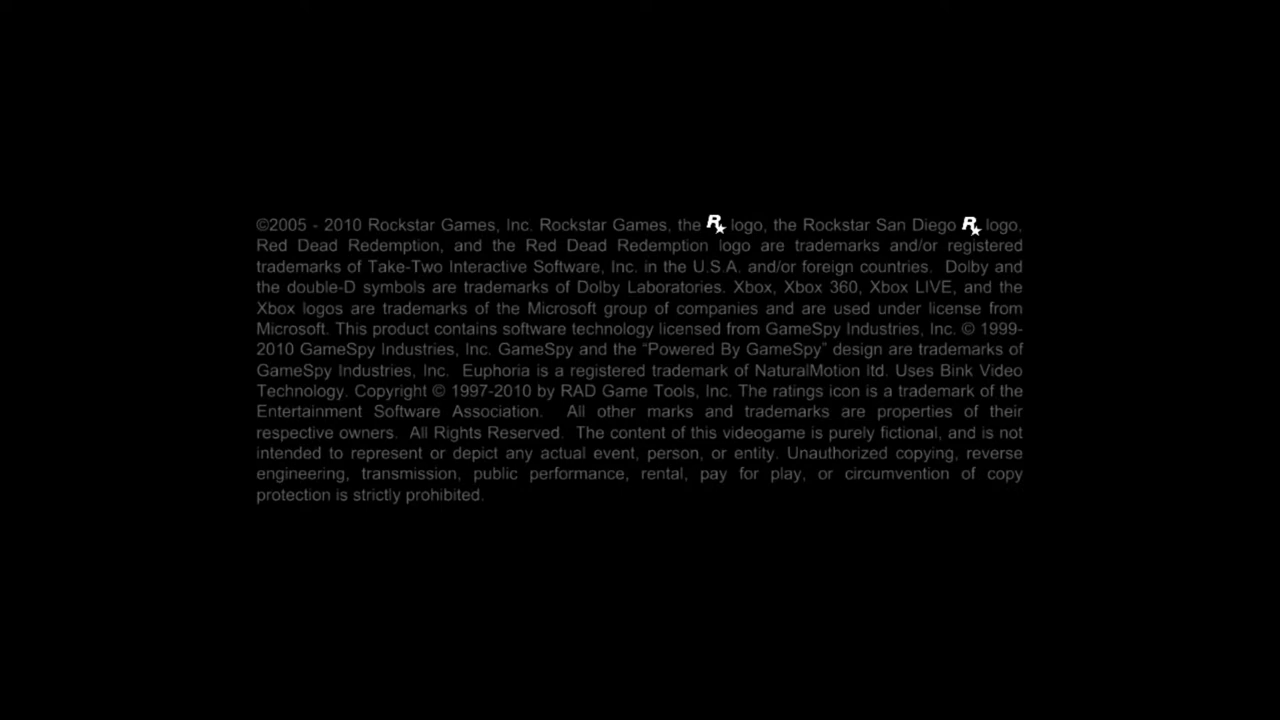 ©2005 - 2010 Rockstar Games, Inc. Rockstar Games, the R logo, the Rockstar San Diego R logo,
Red Dead Redemption, and the Red Dead Redemption logo are trademarks and/or registered
trademarks of Take-Two Interactive Software, Inc. in the U.S.A. and/or foreign countries. Dolby and
the double-D symbols are trademarks of Dolby Laboratories. Xbox, Xbox 360, Xbox LIVE, and the
Xbox logos are trademarks of the Microsoft group of companies and are used under license from
Microsoft. This product contains software technology licensed from GameSpy Industries, Inc. © 1999-
2010 GameSpy Industries, Inc. GameSpy and the “Powered By GameSpy” design are trademarks of
GameSpy Industries, Inc. Euphoria is a registered trademark of NaturalMotion ltd. Uses Bink Video
Technology. Copyright © 1997-2010 by RAD Game Tools, Inc. The ratings icon is a trademark of the
Entertainment Software Association. All other marks and trademarks are properties of their
respective owners. All Rights Reserved. The content of this videogame is purely fictional, and is not
intended to represent or depict any actual event, person, or entity. Unauthorized copying, reverse
engineering, transmission, public performance, rental, pay for play, or circumvention of copy
protection is strictly prohibited.